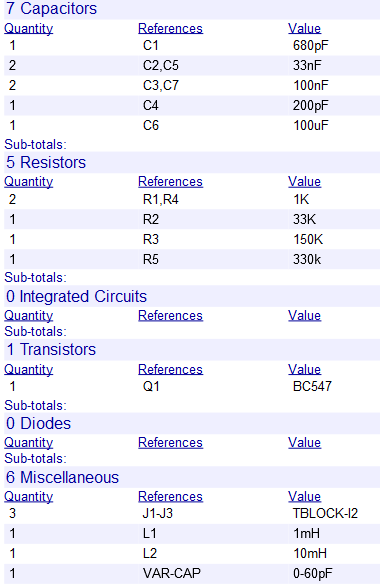 7 Capacitors
Quantity References Value
1 C1 680pF
2 C2,C5 33nF
2 C3,C7 100nF
1 C4 200pF
1 C6 100uF
Sub-totals:
5 Resistors
Quantity References Value
2 R1,R4 1K
1 R2 33K
1 R3 150K
1 R5 330k
Sub-totals:
0 Integrated Circuits
Quantity References Value
Sub-totals:
1 Transistors
Quantity References Value
1 Q1 BC547
Sub-totals:
0 Diodes
Quantity References Value
Sub-totals:
6 Miscellaneous
Quantity References Value
3 J1-J3 TBLOCK-I2
1 L1 1mH
1 L2 10mH
1 VAR-CAP 0-60pF